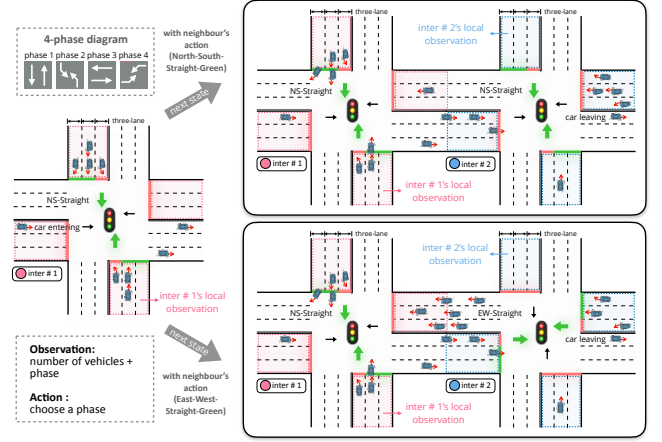 4-phase diagram
phase 1 phase 2 phase 3 phase 4
with neighbour's
action
(North-South-
Straight-Green)
next state
three-lane
NS-Straight
car entering
inter # 1
inter # 1's local
observation
Observation:
number of vehicles +
phase
Action :
choose a phase
next state
with neighbour's
action
(East-West-
Straight-Green)
three-lane
inter # 2's local
observation
three-lane
NS-Straight
NS-Straight
car leaving
inter # 1
inter # 2
inter # 1's local
observation
three-lane
inter # 2's local
observation
three-lane
NS-Straight
EW-Straight
car leaving
inter # 1
inter # 2
inter # 1's local
observation